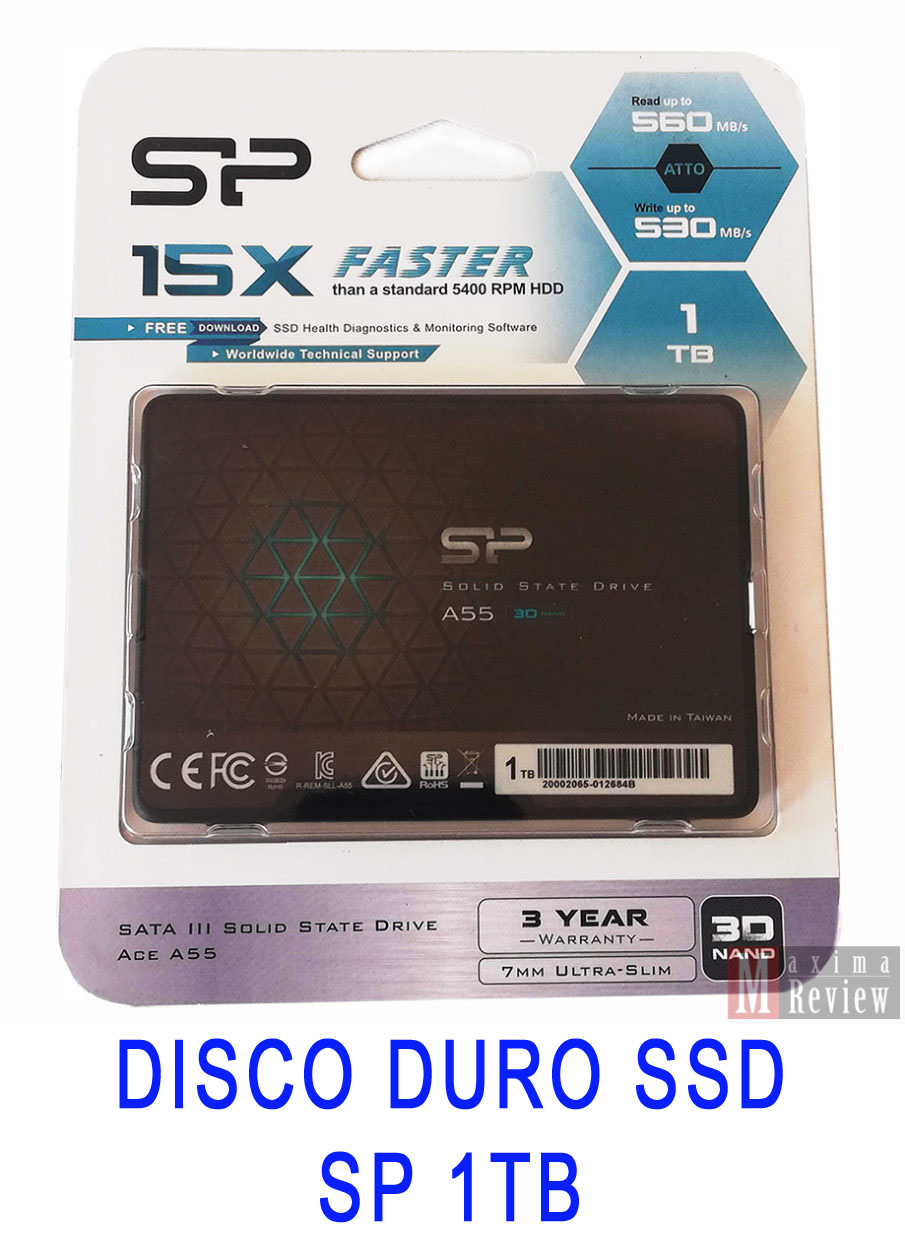 SP
Read up to
560 MB/s
ATTO
Write up to
530 MB/s
15X FASTER
than a standard 5400 RPM HDD
1
TB
FREE DOWNLOAD SSD Health Diagnostics & Monitoring Software
Worldwide Technical Support
SP
SOLID STATE DRIVE
A55 3D NAND
MADE IN TAIWAN
CE FC RoHS
R-REM-SLL-A55
1TB
20002065-012684B
SATA III SOLID STATE DRIVE
ACE A55
3 YEAR
WARRANTY
7MM ULTRA-SLIM
3D
NAND
Maxima
Review
DISCO DURO SSD
SP 1TB